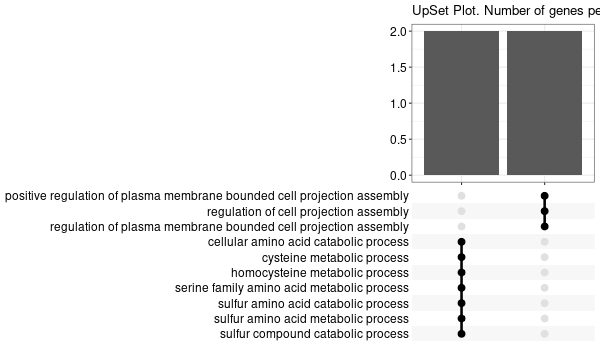 UpSet Plot. Number of genes pe
2.0
1.5
1.0
0.5
0.0
positive regulation of plasma membrane bounded cell projection assembly
regulation of cell projection assembly
regulation of plasma membrane bounded cell projection assembly
cellular amino acid catabolic process
cysteine metabolic process
homocysteine metabolic process
serine family amino acid metabolic process
sulfur amino acid catabolic process
sulfur amino acid metabolic process
sulfur compound catabolic process